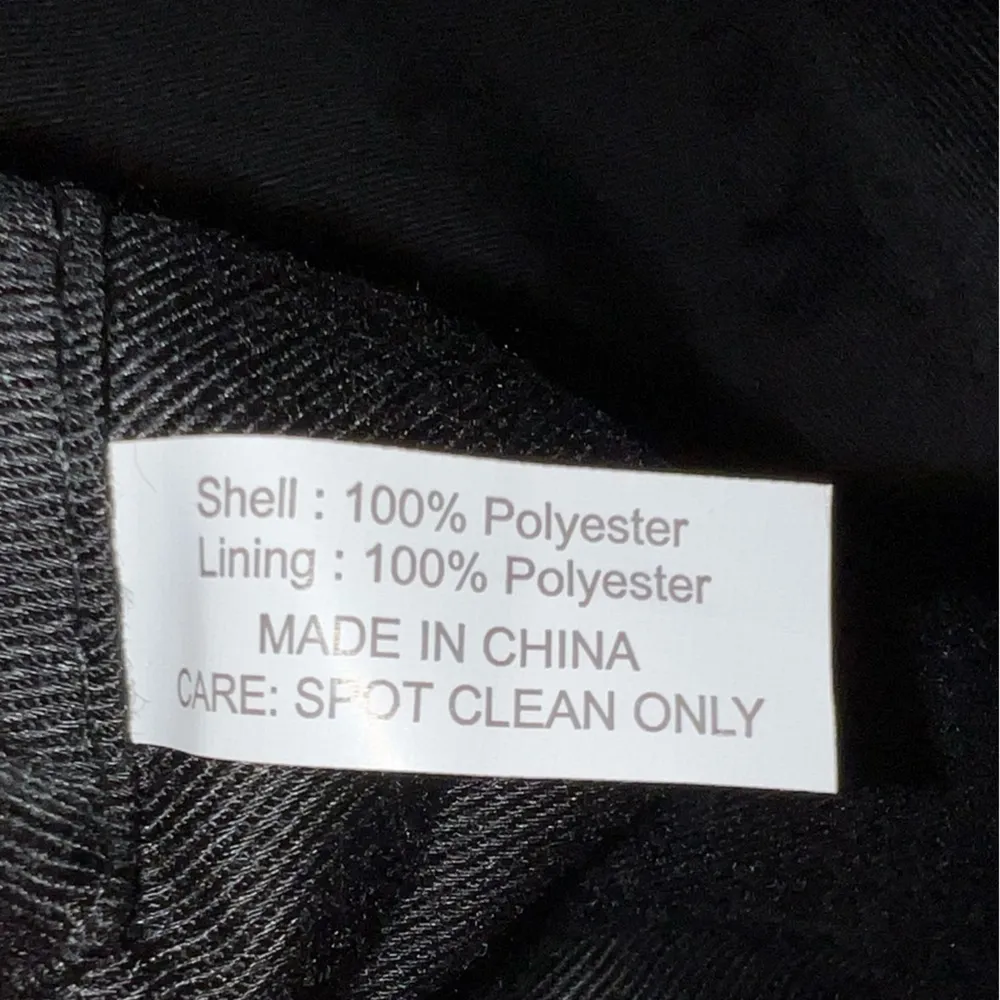 Shell : 100% Polyester
Lining : 100% Polyester
MADE IN CHINA
CARE: SPOT CLEAN ONLY